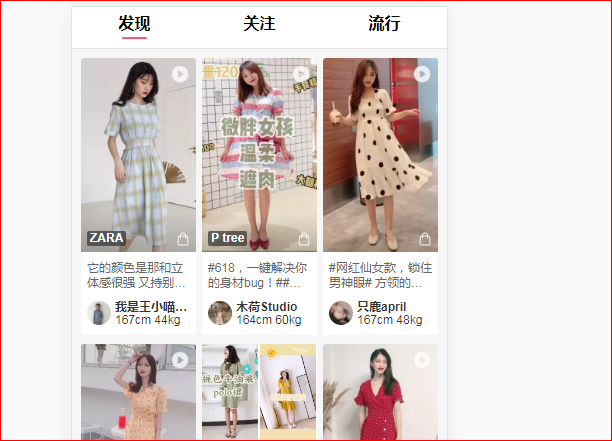 发现
关注
流行
重120
微胖女孩
温柔
遮肉
ZARA
P tree
它的颜色是那和立
体感很强 又持别…
#618，一键解决你
的身材bug！##…
#网红仙女款，锁住
男神眼# 方领的…
我是王小喵…
167cm 44kg
木荷Studio
164cm 60kg
只鹿april
167cm 48kg
拼色牛油果
polo裙